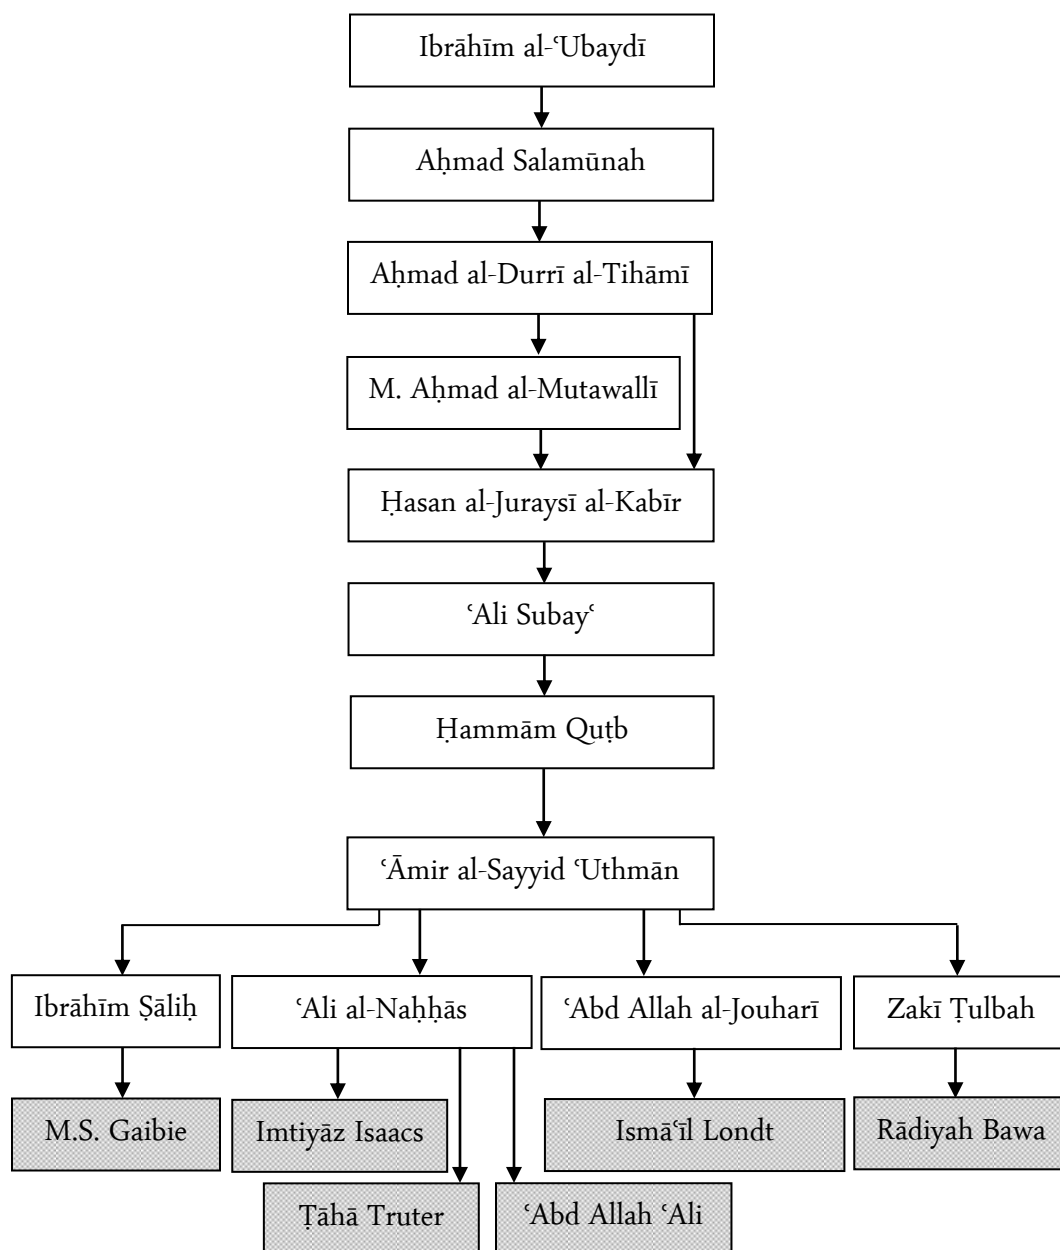 Ibrāhīm al-ʿUbaydī
Aḥmad Salamūnah
Aḥmad al-Durrī al-Tihāmī
M. Aḥmad al-Mutawallī
Ḥasan al-Juraysī al-Kabīr
ʿAli Subayʿ
Ḥammām Quṭb
ʿĀmir al-Sayyid ʿUthmān
Ibrāhīm Ṣāliḥ
ʿAli al-Naḥḥās
ʿAbd Allah al-Jouharī
Zakī Ṭulbah
M.S. Gaibie
Imtiyāz Isaacs
Ismāʿīl Londt
Rādiyah Bawa
Ṭāhā Truter
ʿAbd Allah ʿAli